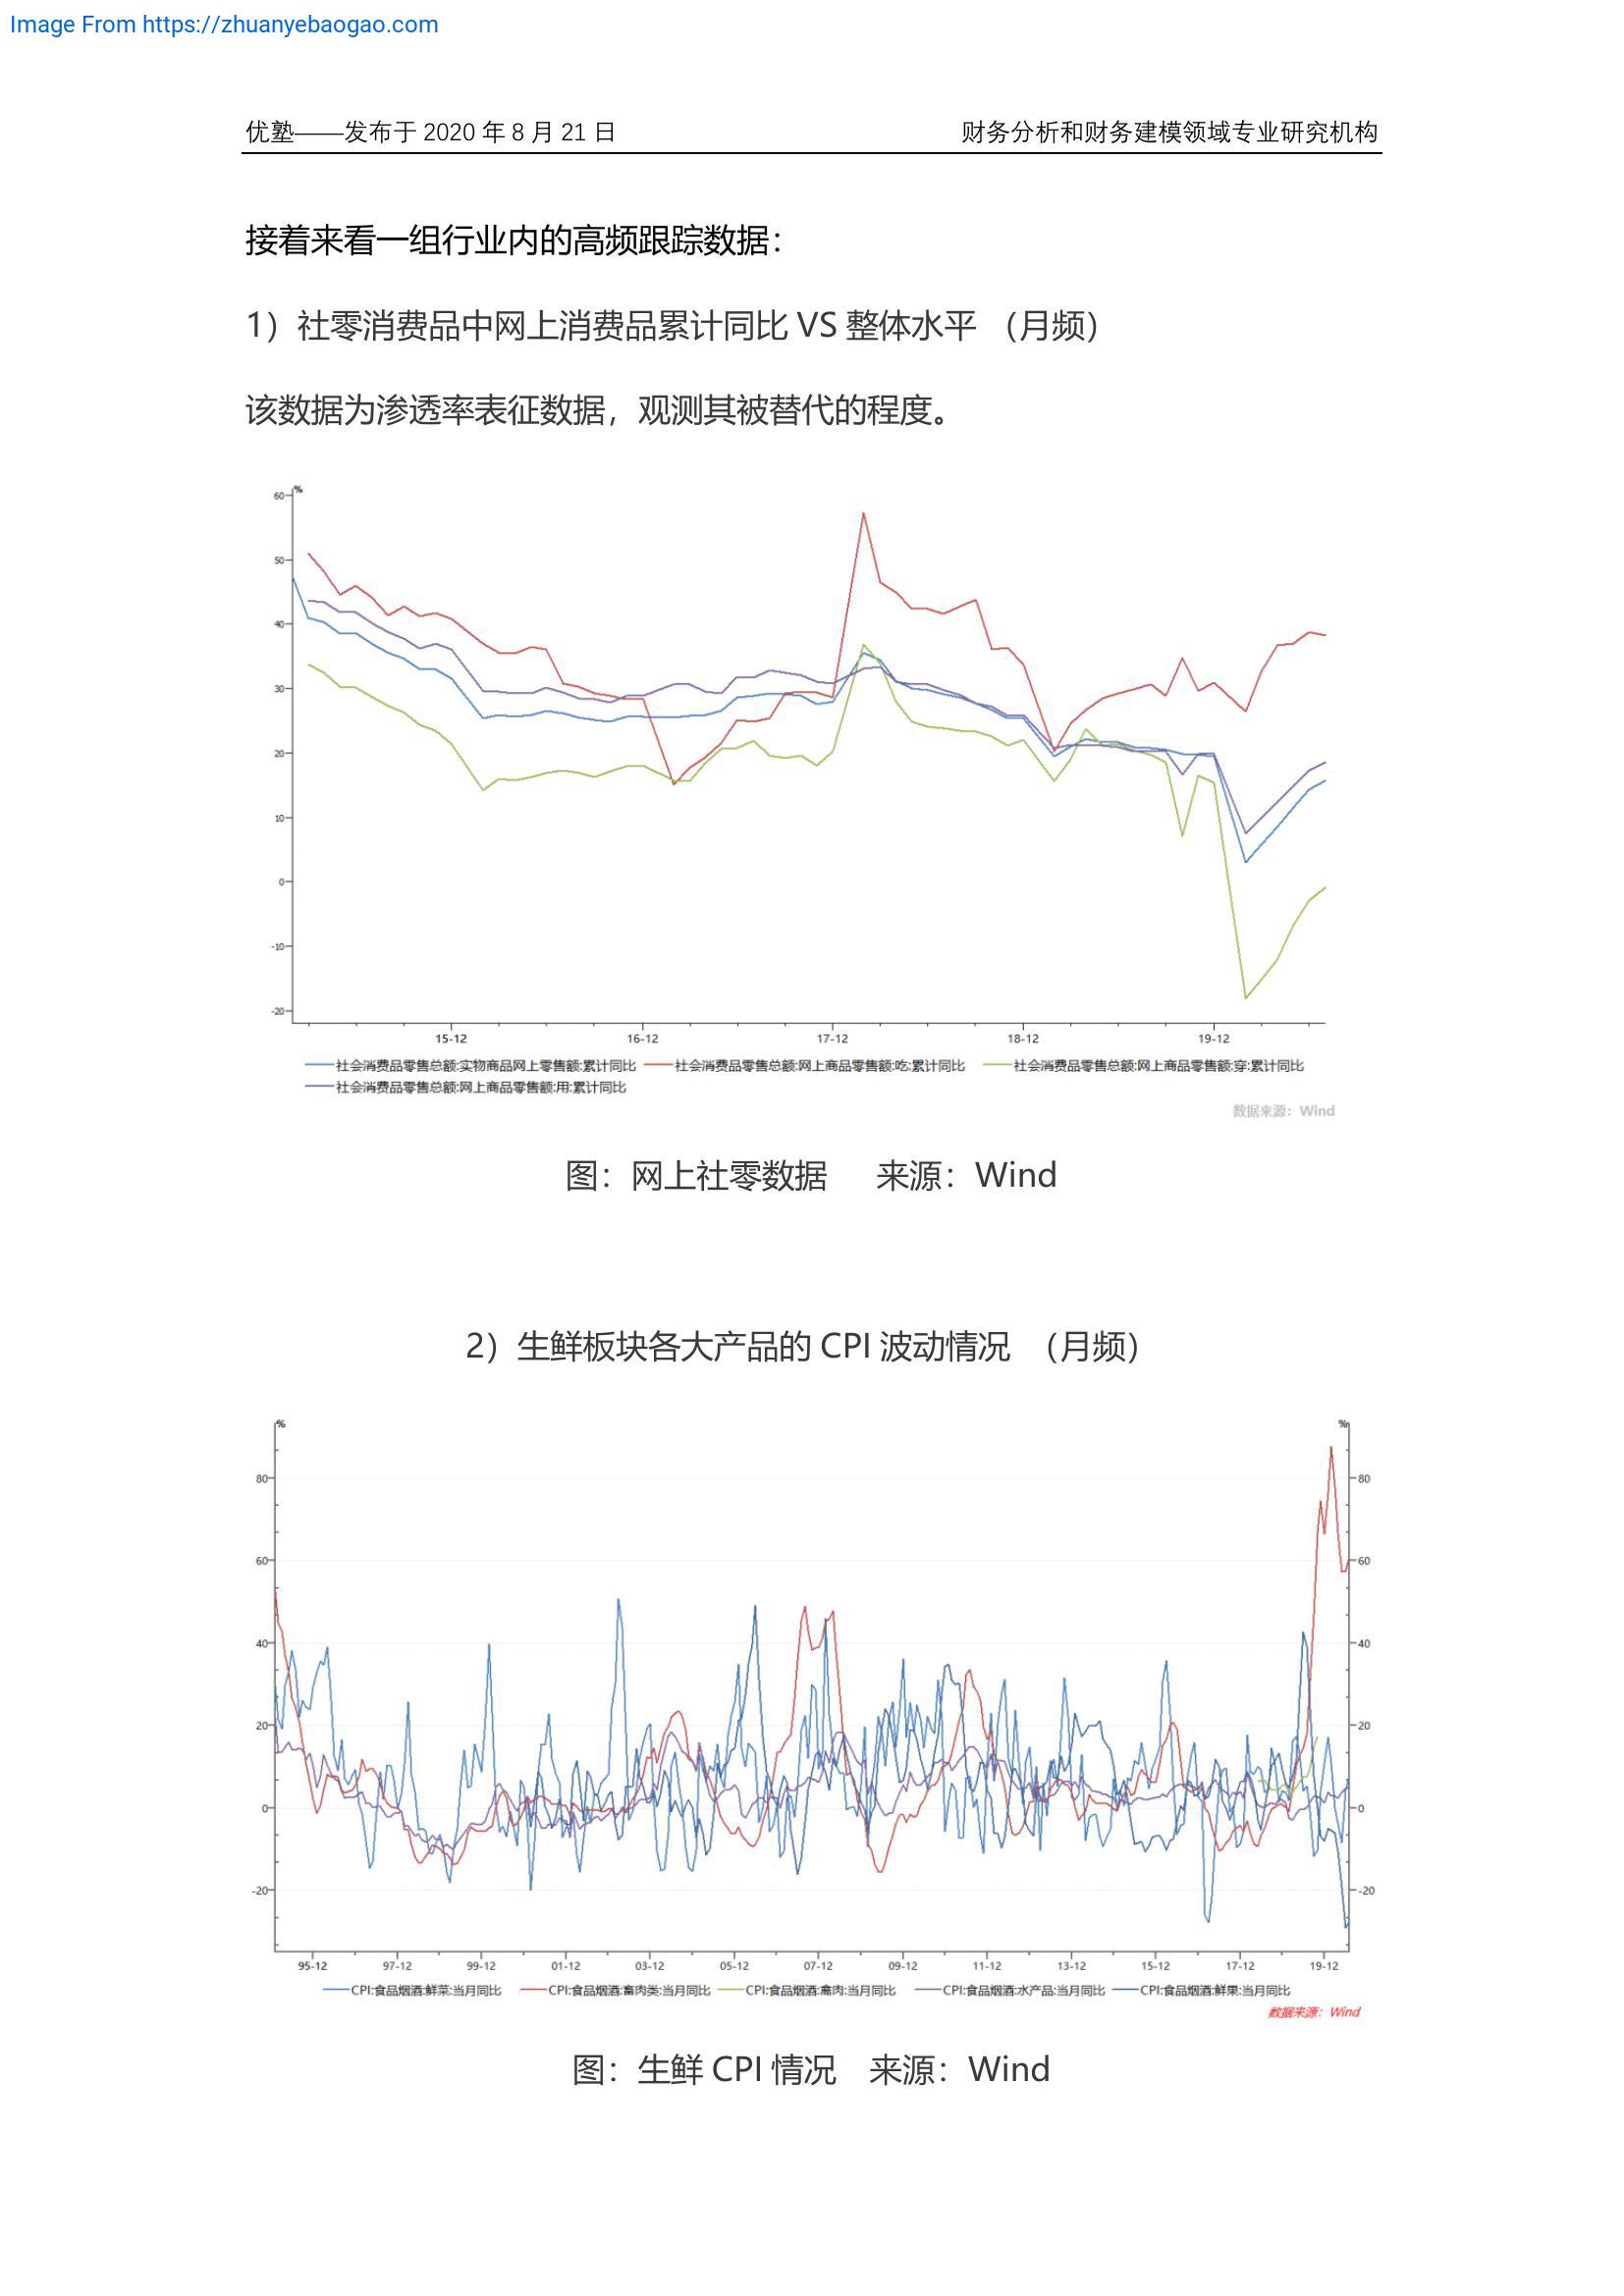 Image From https://zhuanyebaogao.com
优塾——发布于 2020 年 8 月 21 日 财务分析和财务建模领域专业研究机构
接着来看一组行业内的高频跟踪数据：
1）社零消费品中网上消费品累计同比 VS 整体水平 （月频）
该数据为渗透率表征数据，观测其被替代的程度。
%
60
50
40
30
20
10
0
-10
-20
15-12 16-12 17-12 18-12 19-12
社会消费品零售总额:实物商品网上零售额:累计同比 社会消费品零售总额:网上商品零售额:吃:累计同比 社会消费品零售总额:网上商品零售额:穿:累计同比
社会消费品零售总额:网上商品零售额:用:累计同比
数据来源：Wind
图：网上社零数据 来源：Wind
2）生鲜板块各大产品的 CPI 波动情况 （月频）
% %
80 80
60 60
40 40
20 20
0 0
-20 -20
95-12 97-12 99-12 01-12 03-12 05-12 07-12 09-12 11-12 13-12 15-12 17-12 19-12
CPI:食品烟酒:鲜菜:当月同比 CPI:食品烟酒:畜肉类:当月同比 CPI:食品烟酒:禽肉:当月同比 CPI:食品烟酒:水产品:当月同比 CPI:食品烟酒:鲜果:当月同比
数据来源：Wind
图：生鲜 CPI 情况 来源：Wind